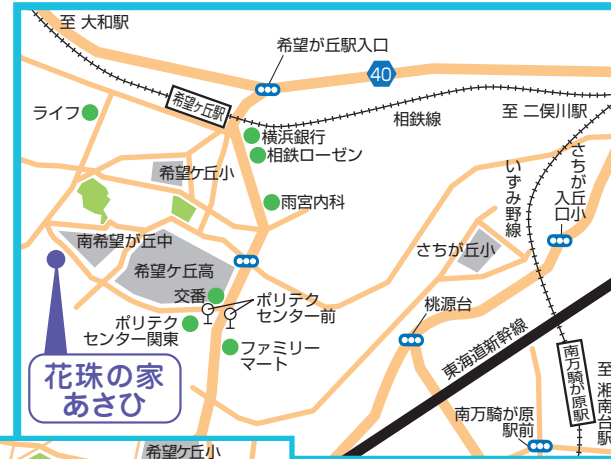 至 大和駅
希望が丘駅入口
40
希望ケ丘駅
ライフ
横浜銀行
相鉄ローゼン
相鉄線
至 二俣川駅
希望ケ丘小
雨宮内科
いずみ野線
さちが丘小
入口
南希望が丘中
希望ケ丘高
さちが丘小
交番
ポリテク
センター前
ポリテク
センター関東
桃源台
ファミリー
マート
東海道新幹線
花珠の家
あさひ
南万騎が原駅
至 湘南台駅
南万騎が原
駅前
希望ケ丘小